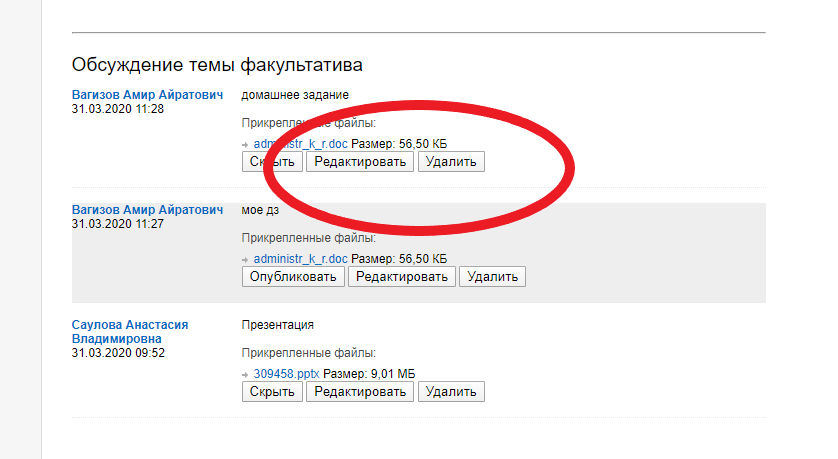 Обсуждение темы факультатива
Вагизов Амир Айратович
31.03.2020 11:28
домашнее задание
Прикрепленные файлы:
administr_k_r.doc Размер: 56,50 КБ
Скрыть Редактировать Удалить
Вагизов Амир Айратович
31.03.2020 11:27
мое дз
Прикрепленные файлы:
administr_k_r.doc Размер: 56,50 КБ
Опубликовать Редактировать Удалить
Саулова Анастасия
Владимировна
31.03.2020 09:52
Презентация
Прикрепленные файлы:
309458.pptx Размер: 9,01 МБ
Скрыть Редактировать Удалить